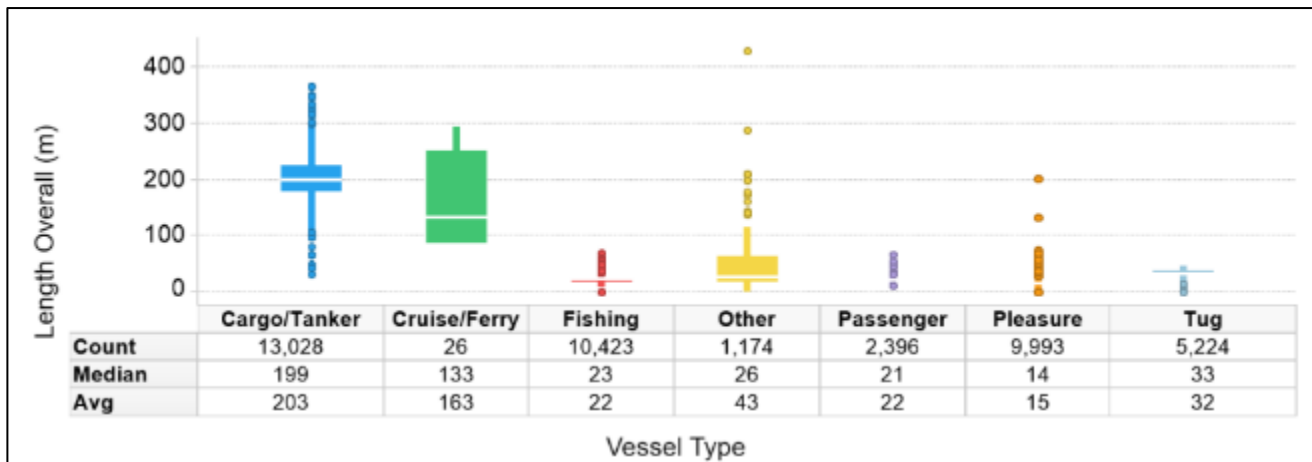 Length Overall (m)
400
300
200
100
0
Cargo/Tanker Cruise/Ferry Fishing Other Passenger Pleasure Tug
Count 13,028 26 10,423 1,174 2,396 9,993 5,224
Median 199 133 23 26 21 14 33
Avg 203 163 22 43 22 15 32
Vessel Type